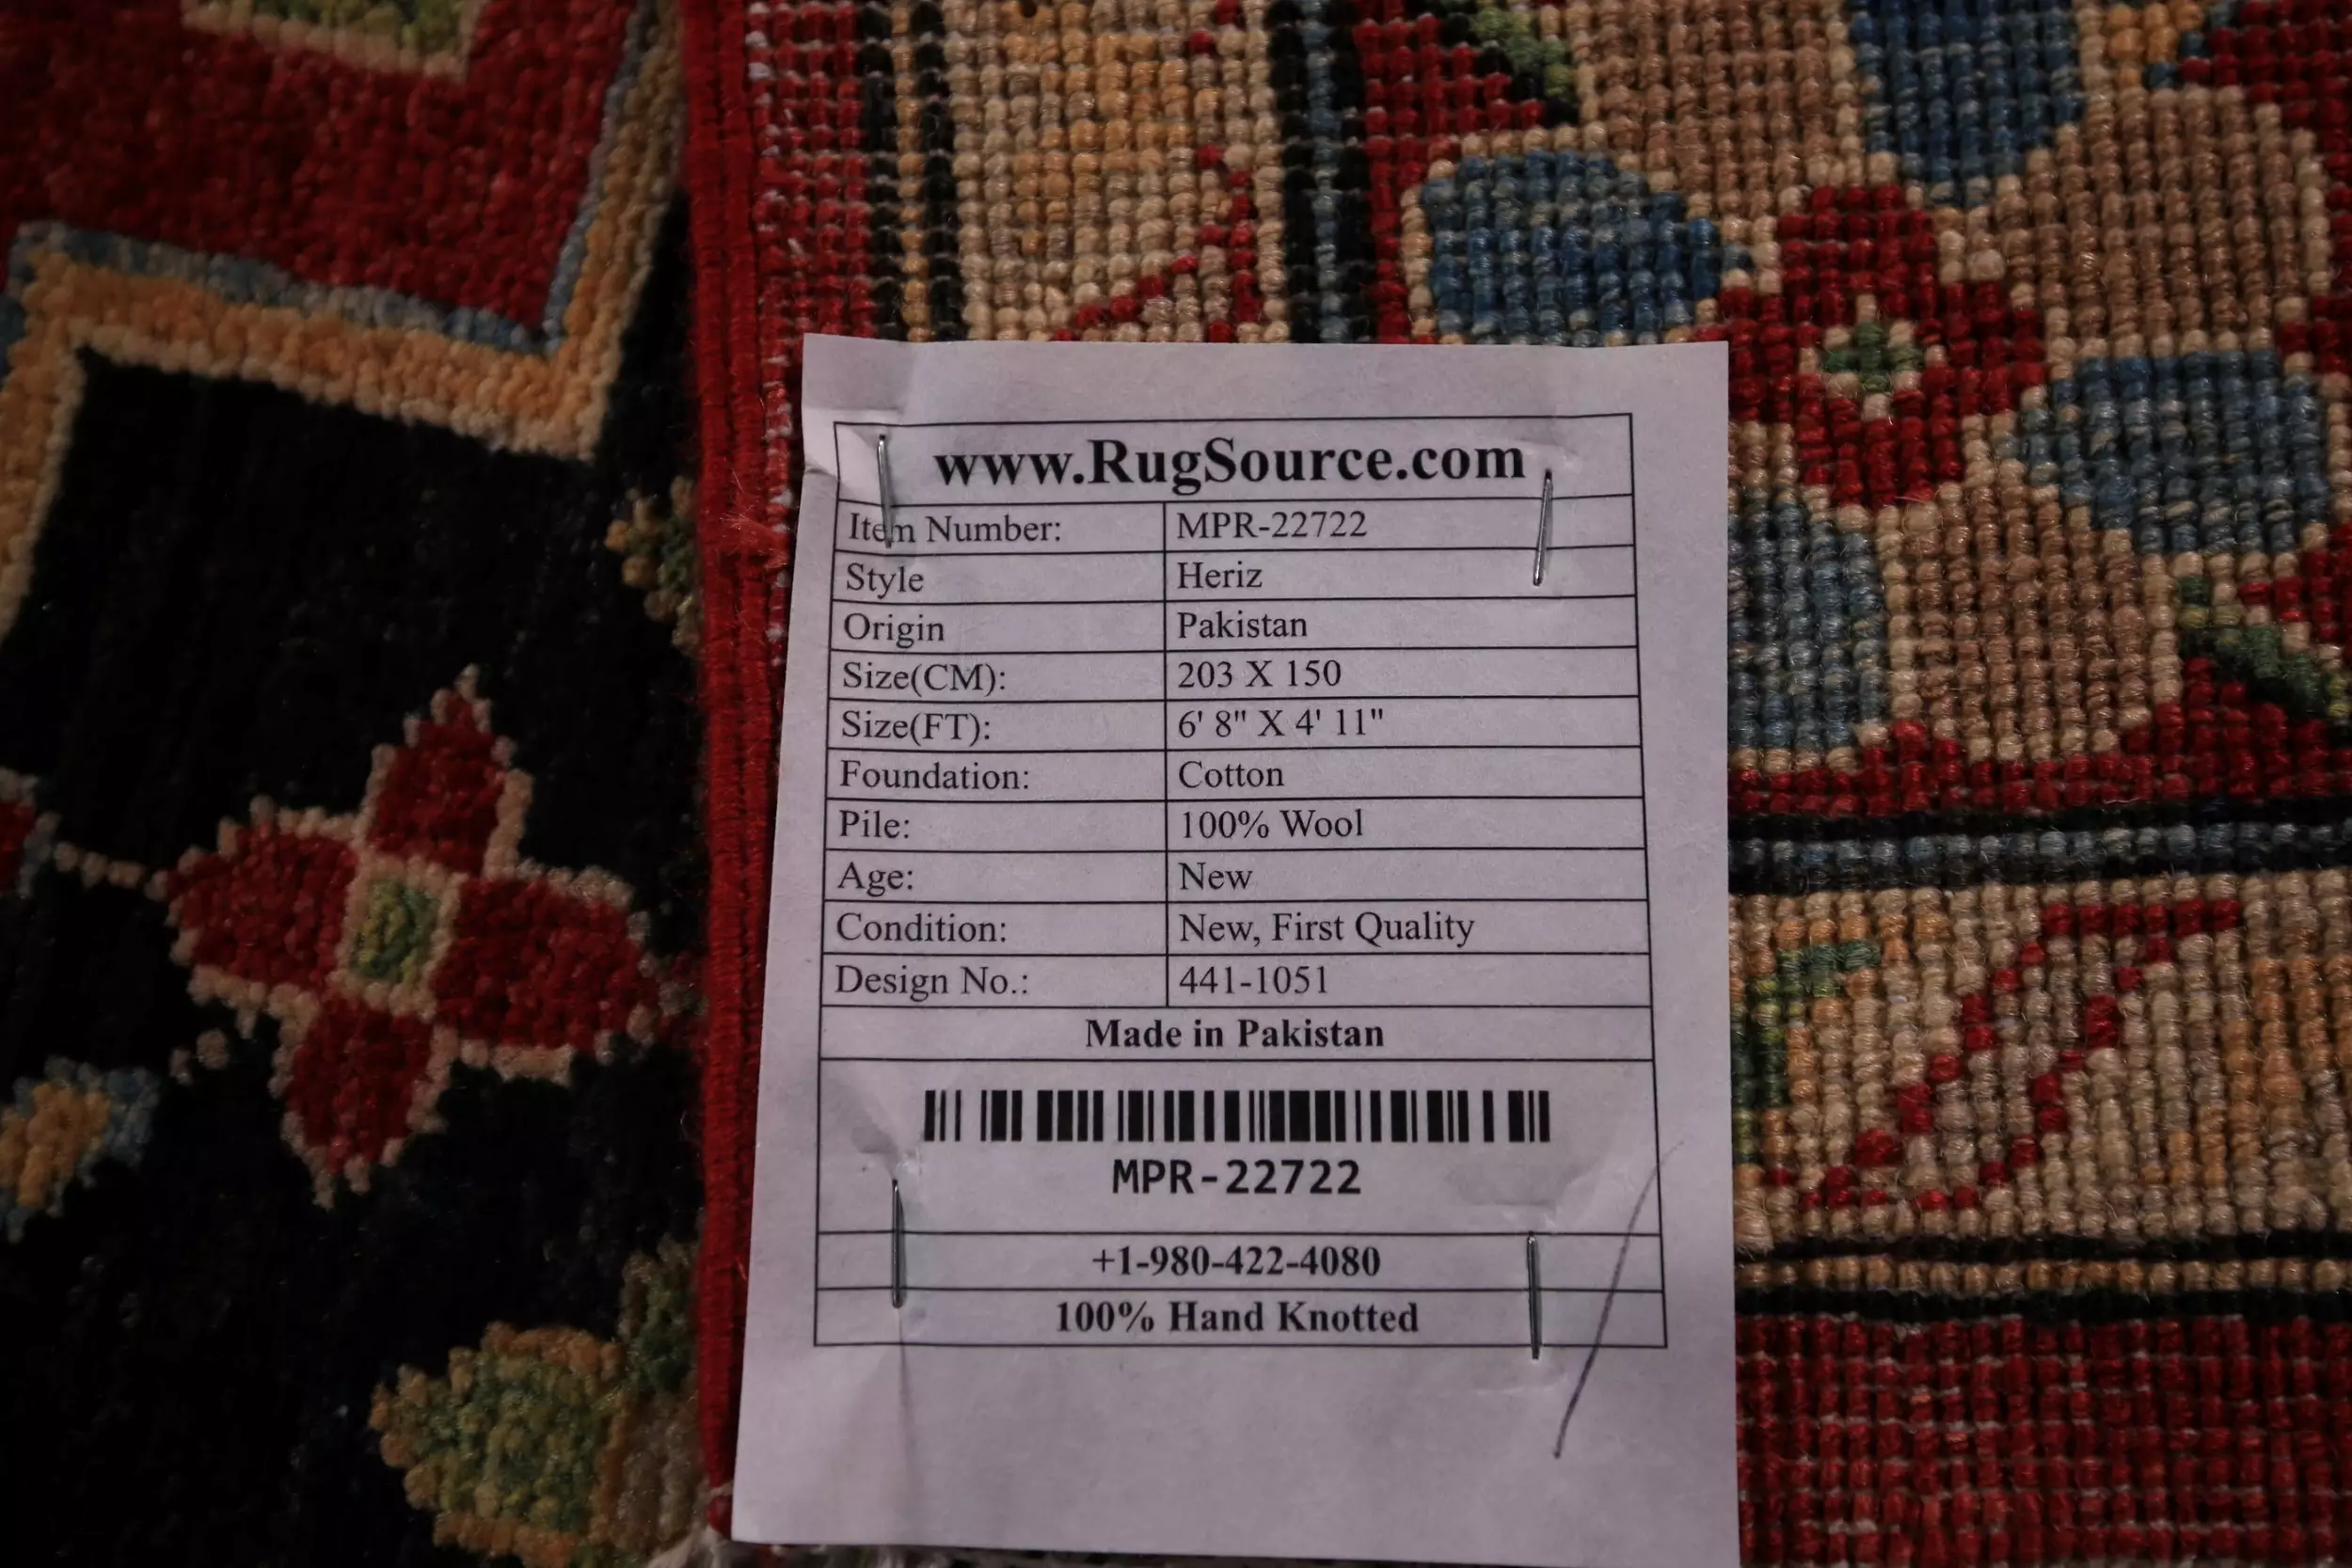 www.RugSource.com
Item Number: MPR-22722
Style Heriz
Origin Pakistan
Size(CM): 203 X 150
Size(FT): 6' 8" X 4' 11"
Foundation: Cotton
Pile: 100% Wool
Age: New
Condition: New, First Quality
Design No.: 441-1051
Made in Pakistan
MPR-22722
+1-980-422-4080
100% Hand Knotted